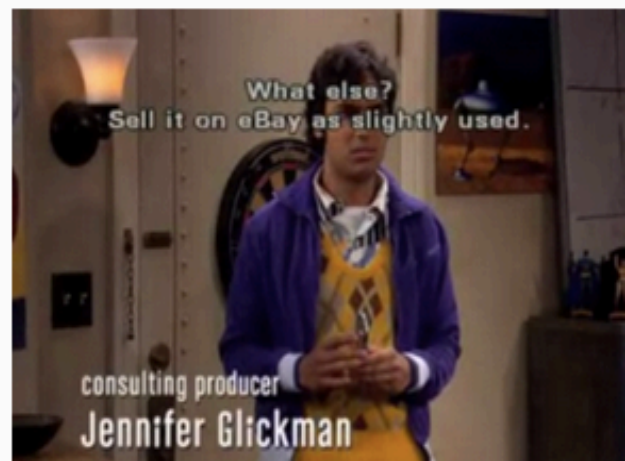 What else?
Sell it on eBay as slightly used.
consulting producer
Jennifer Glickman